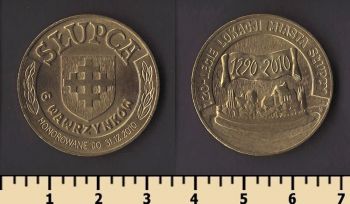 SŁUPCA
6 WAWRZYNKÓW
HONOROWANE DO 31.12.2010
720-LECIE LOKACJI MIASTA SŁUPCY
1290 2010
1 2 3 4 5 6 7